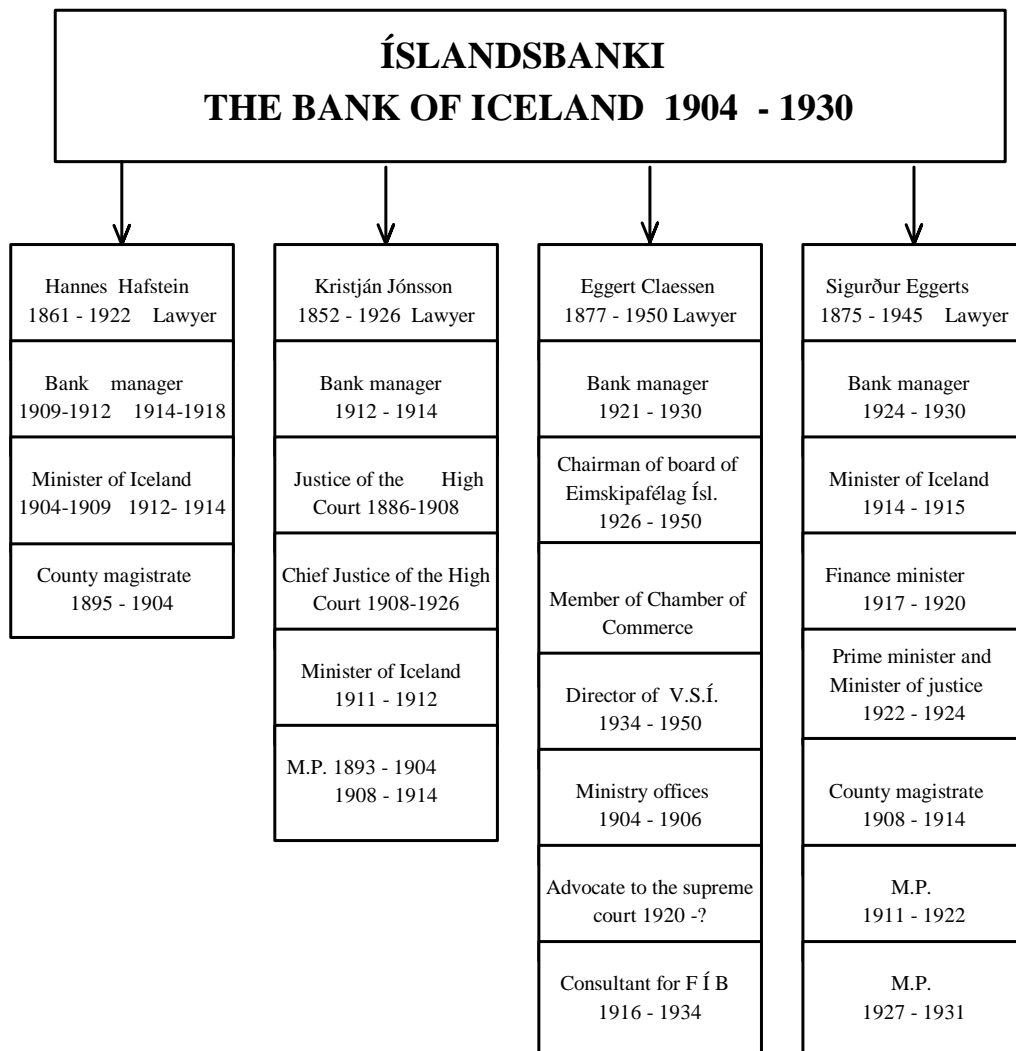 ÍSLANDSBANKI
THE BANK OF ICELAND 1904 - 1930
Hannes Hafstein
1861 - 1922 Lawyer
Bank manager
1909-1912 1914-1918
Minister of Iceland
1904-1909 1912- 1914
County magistrate
1895 - 1904
Kristján Jónsson
1852 - 1926 Lawyer
Bank manager
1912 - 1914
Justice of the High
Court 1886-1908
Chief Justice of the High
Court 1908-1926
Minister of Iceland
1911 - 1912
M.P. 1893 - 1904
1908 - 1914
Eggert Claessen
1877 - 1950 Lawyer
Bank manager
1921 - 1930
Chairman of board of
Eimskipafélag Ísl.
1926 - 1950
Member of Chamber of
Commerce
Director of V.S.Í.
1934 - 1950
Ministry offices
1904 - 1906
Advocate to the supreme
court 1920 -?
Consultant for F Í B
1916 - 1934
Sigurður Eggerts
1875 - 1945 Lawyer
Bank manager
1924 - 1930
Minister of Iceland
1914 - 1915
Finance minister
1917 - 1920
Prime minister and
Minister of justice
1922 - 1924
County magistrate
1908 - 1914
M.P.
1911 - 1922
M.P.
1927 - 1931